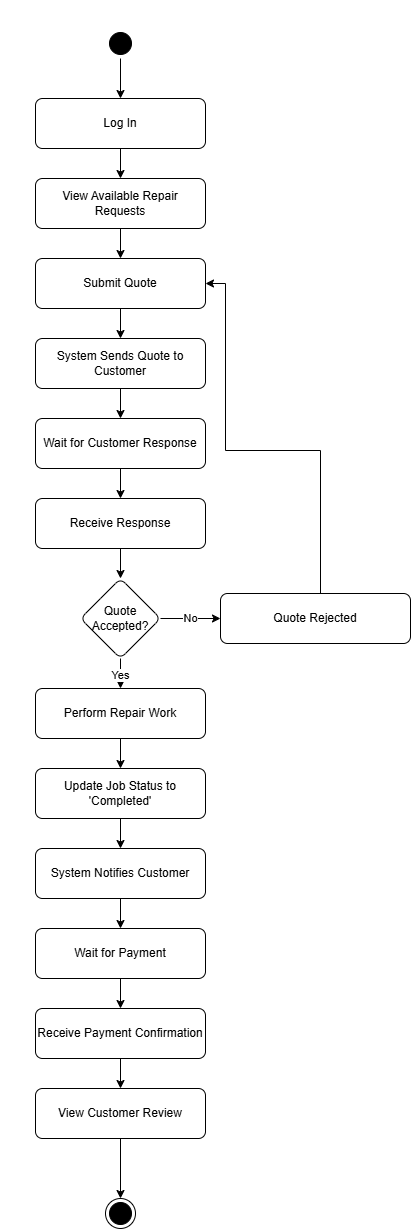 Log In
View Available Repair
Requests
Submit Quote
System Sends Quote to
Customer
Wait for Customer Response
Receive Response
Quote
Accepted?
No
Quote Rejected
Yes
Perform Repair Work
Update Job Status to
'Completed'
System Notifies Customer
Wait for Payment
Receive Payment Confirmation
View Customer Review